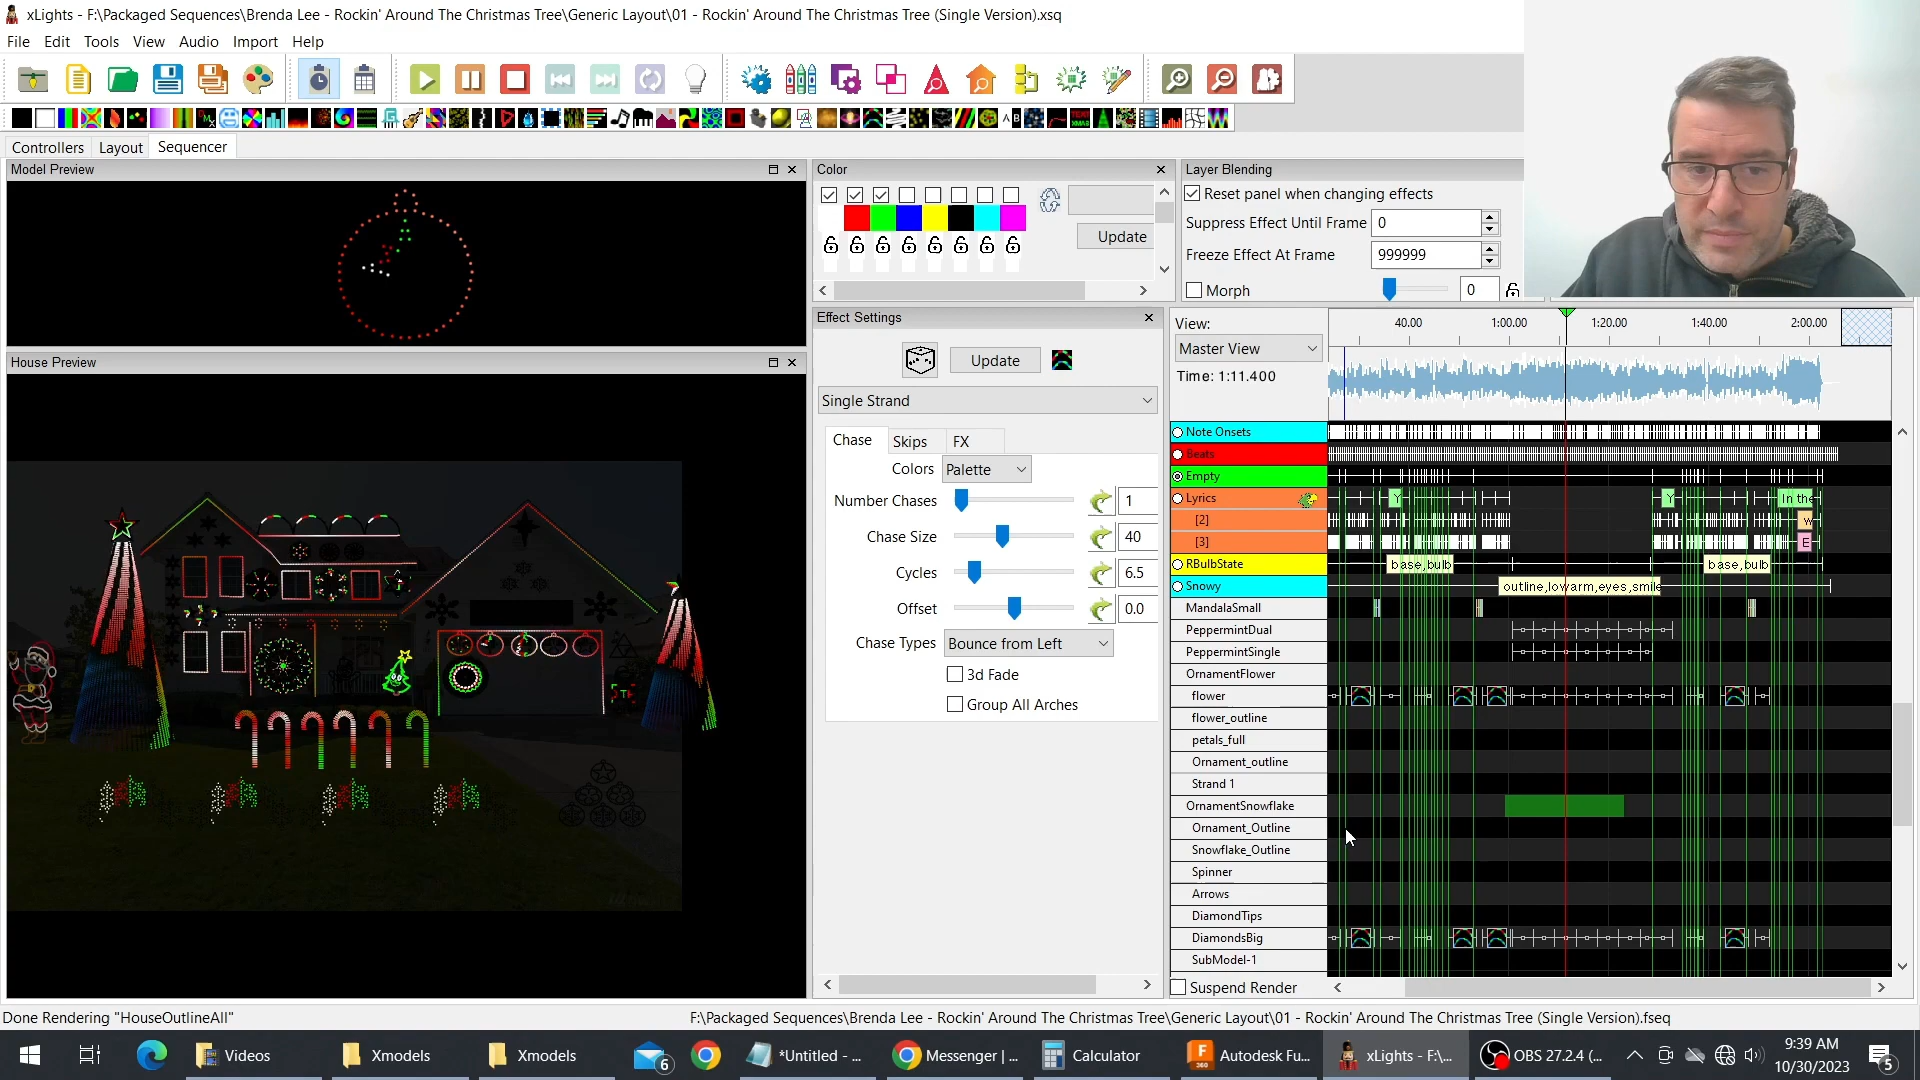 xLights - F:\Packaged Sequences\Brenda Lee - Rockin' Around The Christmas Tree\Generic Layout\01 - Rockin' Around The Christmas Tree (Single Version).xsq
File Edit Tools View Audio Import Help
Controllers Layout Sequencer
Model Preview
House Preview
Color
Update
Layer Blending
Reset panel when changing effects
Suppress Effect Until Frame 0
Freeze Effect At Frame 999999
Morph 0
Effect Settings
Update
Single Strand
Chase Skips FX
Colors Palette
Number Chases 1
Chase Size 40
Cycles 6.5
Offset 0.0
Chase Types Bounce from Left
3d Fade
Group All Arches
View:
Master View
Time: 1:11.400
40.00 1:00.00 1:20.00 1:40.00 2:00.00
Note Onsets
Beats
Empty
Lyrics Y Y In the
[2] w
[3] E
RBulbState base,bulb base,bulb
Snowy outline,lowarm,eyes,smile
MandalaSmall
PeppermintDual
PeppermintSingle
OrnamentFlower
flower
flower_outline
petals_full
Ornament_outline
Strand 1
OrnamentSnowflake
Ornament_Outline
Snowflake_Outline
Spinner
Arrows
DiamondTips
DiamondsBig
SubModel-1
Suspend Render
Done Rendering "HouseOutlineAll" F:\Packaged Sequences\Brenda Lee - Rockin' Around The Christmas Tree\Generic Layout\01 - Rockin' Around The Christmas Tree (Single Version).fseq
Videos Xmodels Xmodels 6 *Untitled - ... Messenger | ... Calculator Autodesk Fu... xLights - F:\... OBS 27.2.4 (... 9:39 AM
10/30/2023 5